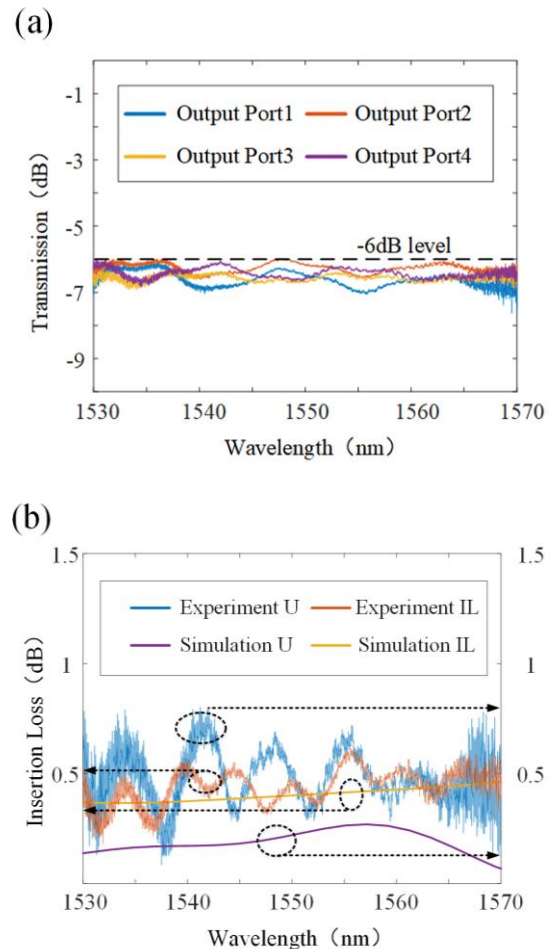 (a)
-1
Output Port1 Output Port2
-3
Output Port3 Output Port4
Transmission (dB)
-5
-6dB level
-7
-9
1530 1540 1550 1560 1570
Wavelength（nm）
(b)
1.5 1.5
Experiment U Experiment IL
Simulation U Simulation IL
1 1
Insertion Loss（dB）
0.5 0.5
1530 1540 1550 1560 1570
Wavelength（nm）